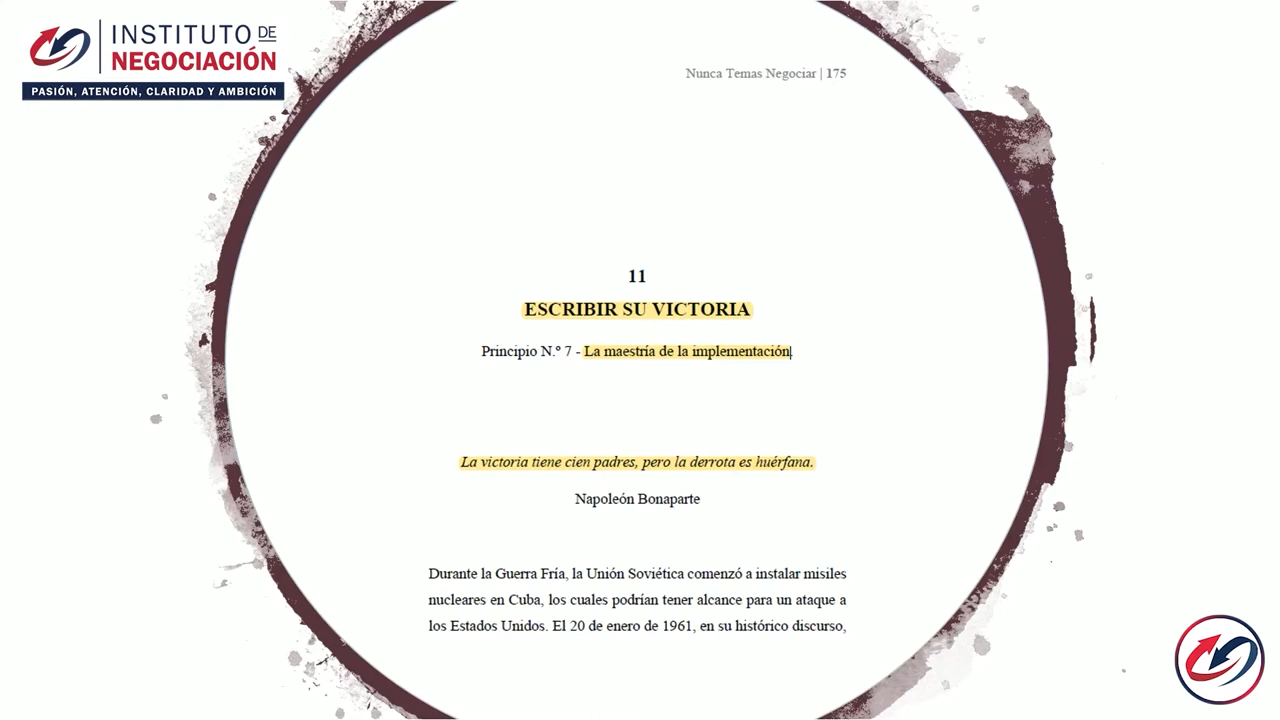 INSTITUTO DE
NEGOCIACIÓN
PASIÓN, ATENCIÓN, CLARIDAD Y AMBICIÓN
Nunca Temas Negociar | 175
11
ESCRIBIR SU VICTORIA
Principio N.º 7 - La maestría de la implementación
La victoria tiene cien padres, pero la derrota es huérfana.
Napoleón Bonaparte
Durante la Guerra Fría, la Unión Soviética comenzó a instalar misiles
nucleares en Cuba, los cuales podrían tener alcance para un ataque a
los Estados Unidos. El 20 de enero de 1961, en su histórico discurso,